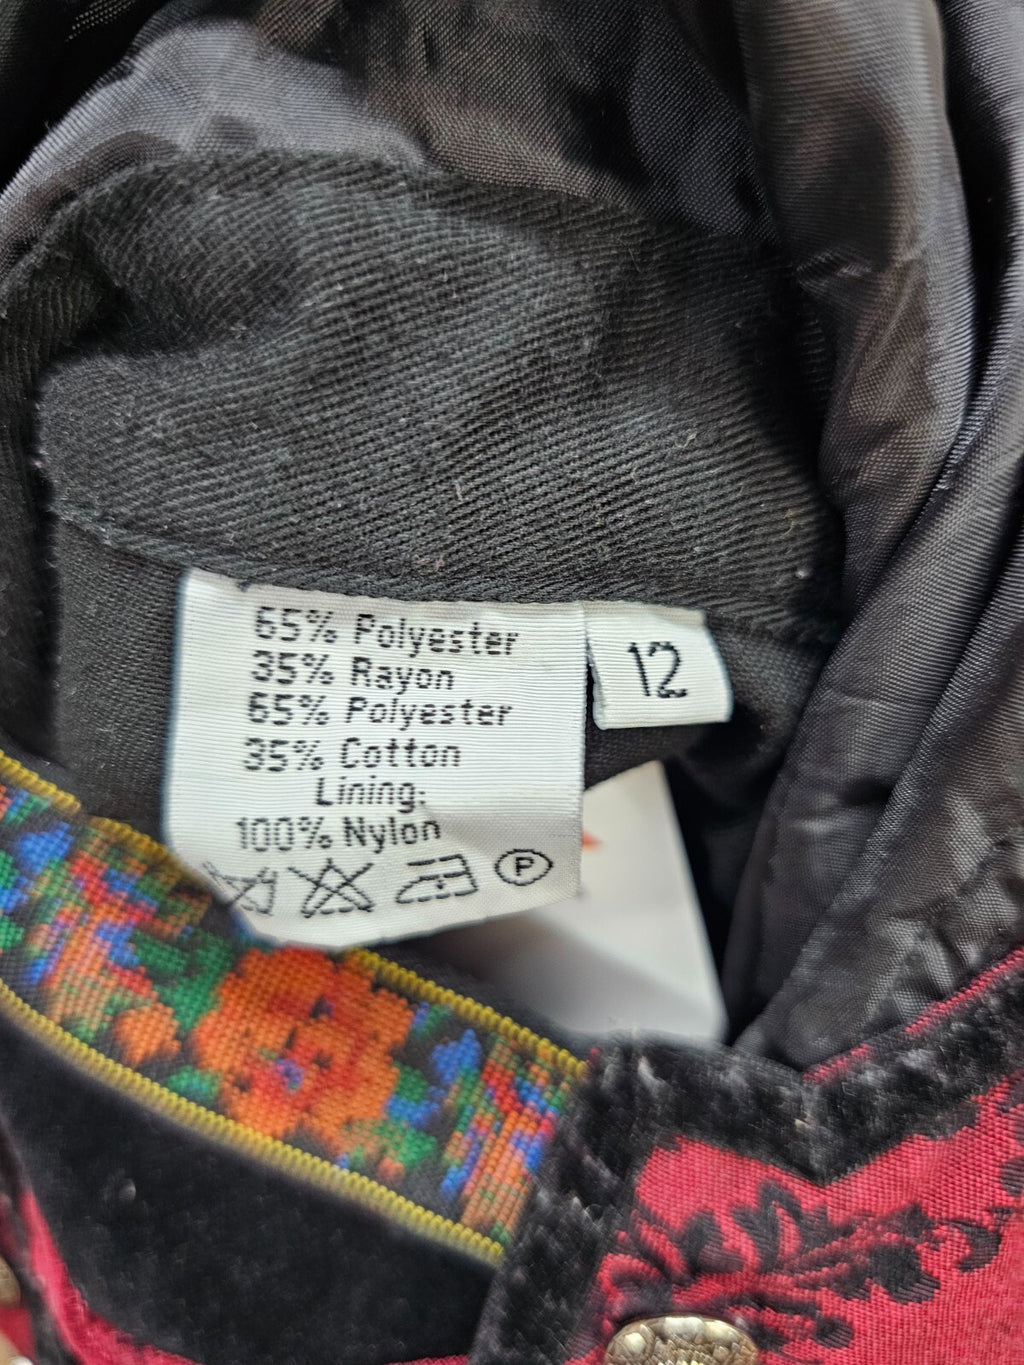 65% Polyester
35% Rayon
65% Polyester
35% Cotton
Lining:
100% Nylon
P
12